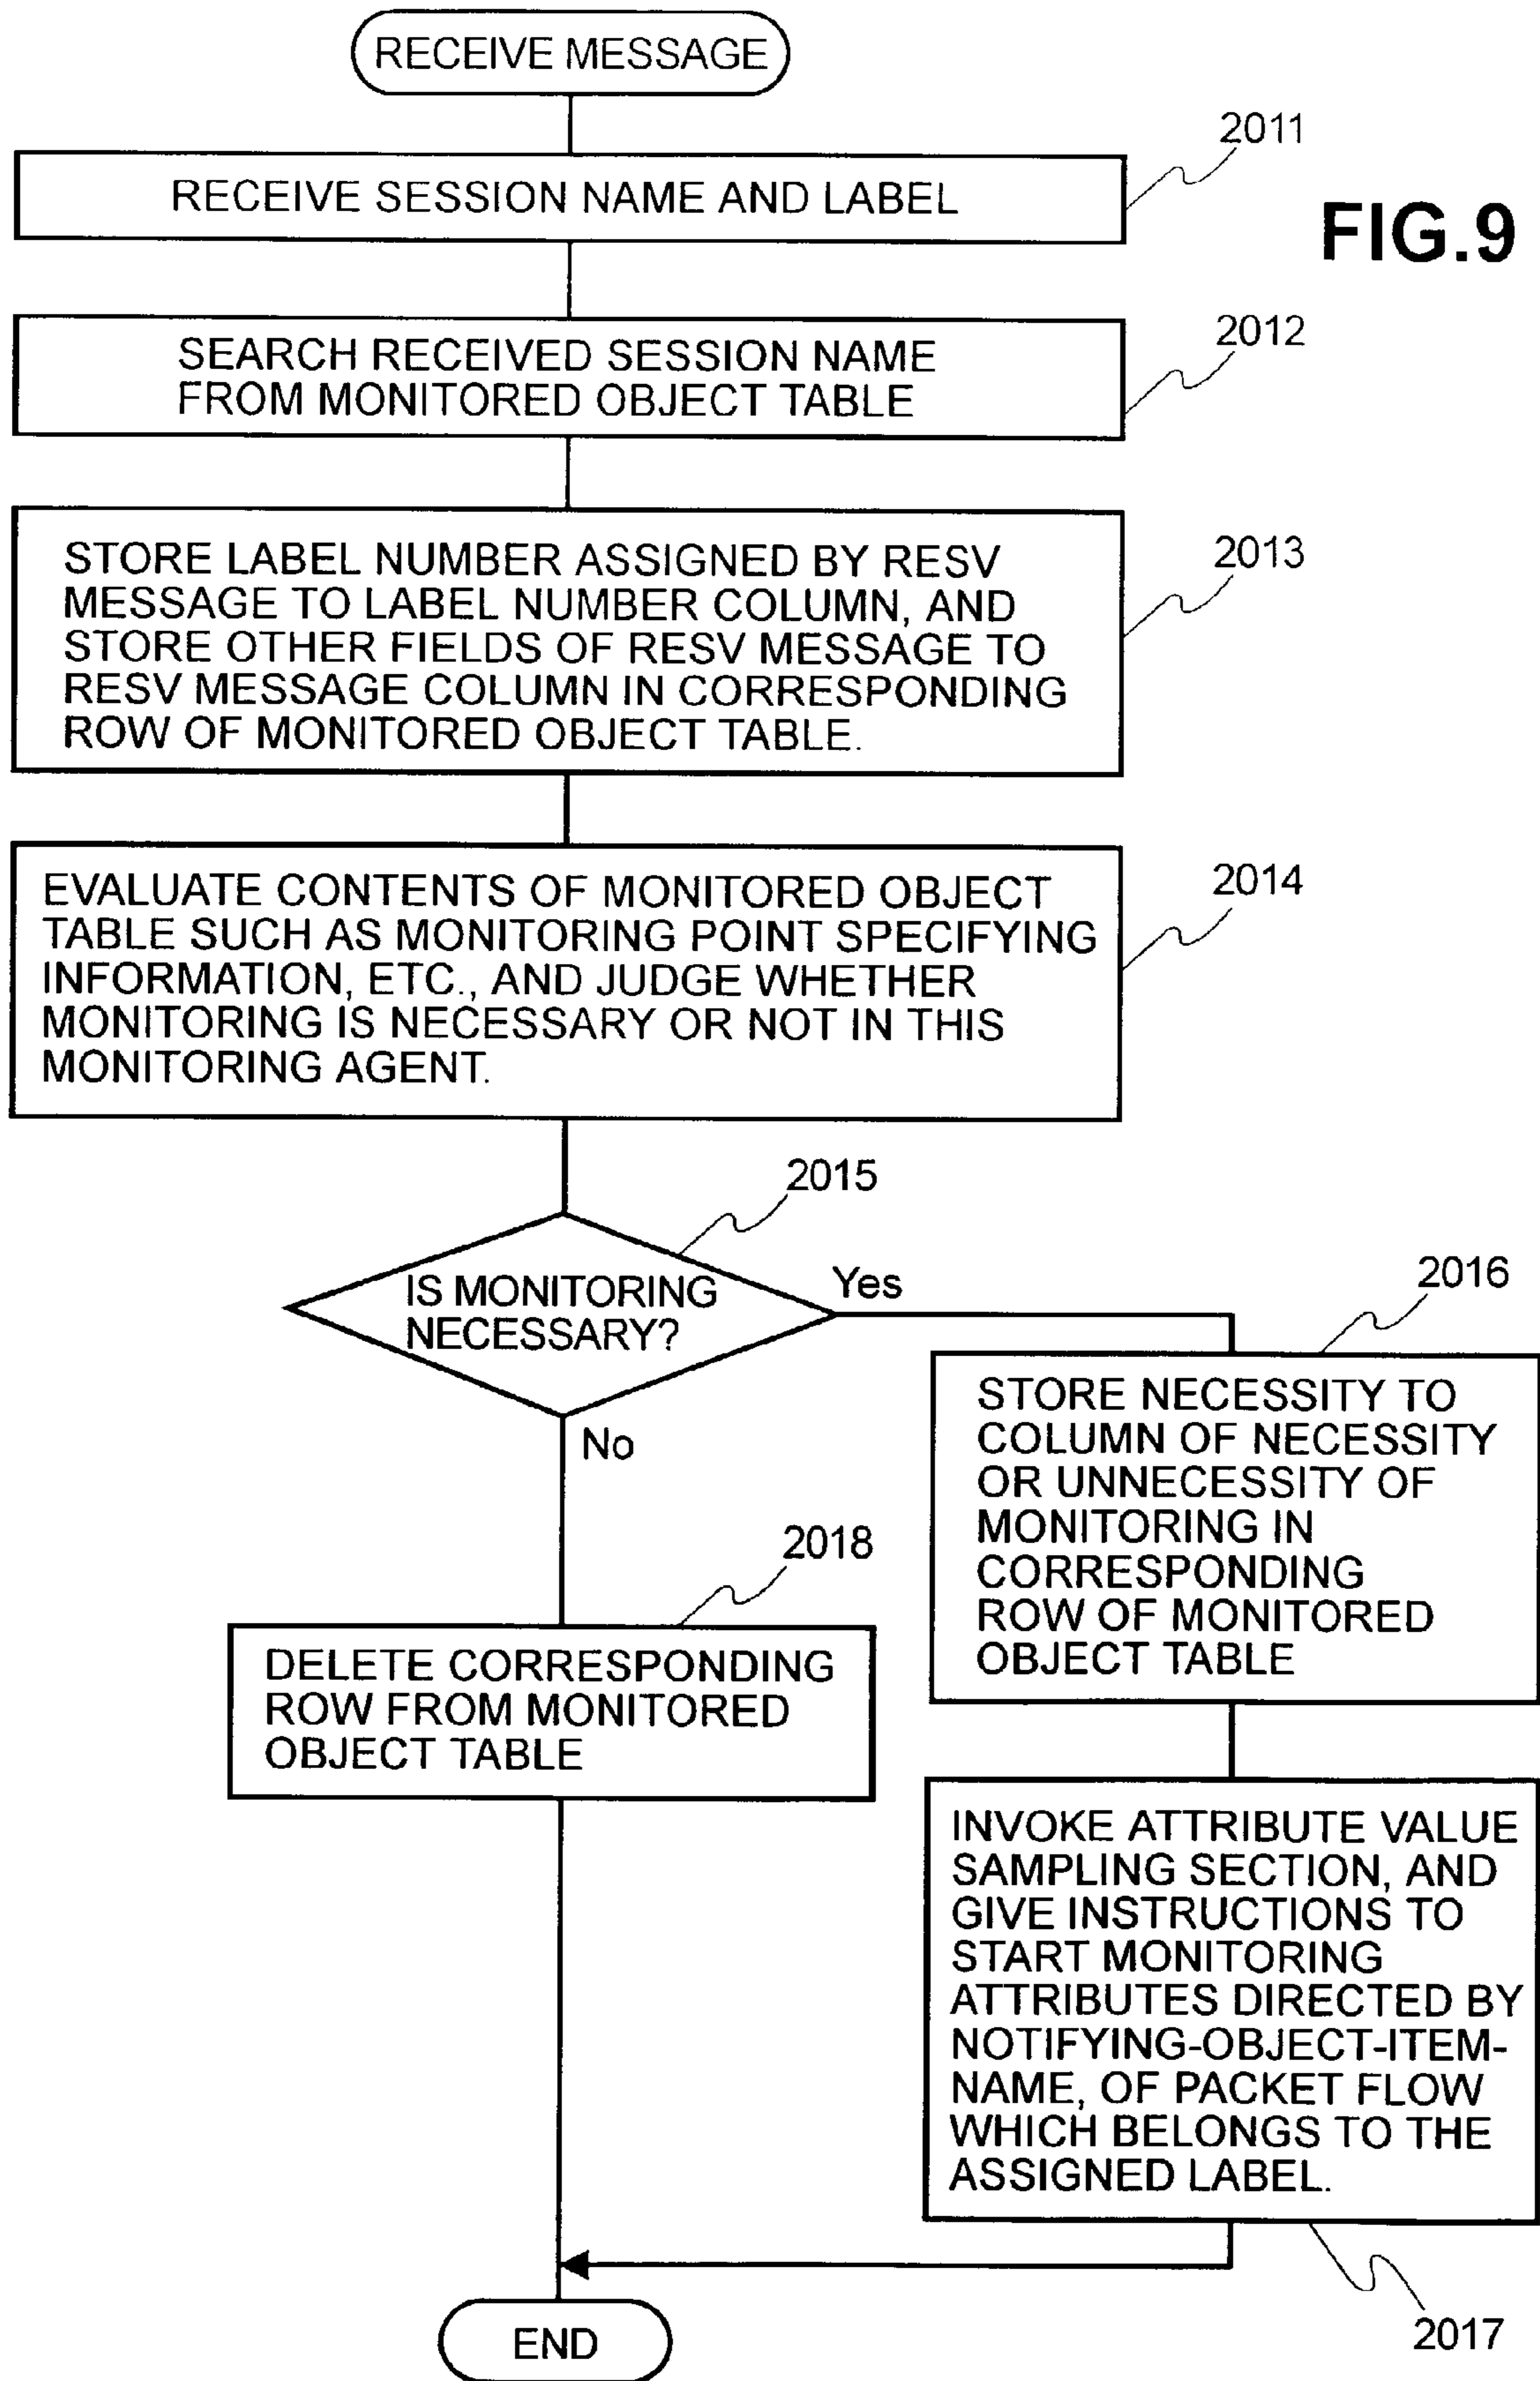 RECEIVE MESSAGE
2011
RECEIVE SESSION NAME AND LABEL
FIG.9
2012
SEARCH RECEIVED SESSION NAME
FROM MONITORED OBJECT TABLE
2013
STORE LABEL NUMBER ASSIGNED BY RESV
MESSAGE TO LABEL NUMBER COLUMN, AND
STORE OTHER FIELDS OF RESV MESSAGE TO
RESV MESSAGE COLUMN IN CORRESPONDING
ROW OF MONITORED OBJECT TABLE.
2014
EVALUATE CONTENTS OF MONITORED OBJECT
TABLE SUCH AS MONITORING POINT SPECIFYING
INFORMATION, ETC., AND JUDGE WHETHER
MONITORING IS NECESSARY OR NOT IN THIS
MONITORING AGENT.
2015
IS MONITORING
NECESSARY?
Yes
No
2016
STORE NECESSITY TO
COLUMN OF NECESSITY
OR UNNECESSITY OF
MONITORING IN
CORRESPONDING
ROW OF MONITORED
OBJECT TABLE
2018
DELETE CORRESPONDING
ROW FROM MONITORED
OBJECT TABLE
INVOKE ATTRIBUTE VALUE
SAMPLING SECTION, AND
GIVE INSTRUCTIONS TO
START MONITORING
ATTRIBUTES DIRECTED BY
NOTIFYING-OBJECT-ITEM-
NAME, OF PACKET FLOW
WHICH BELONGS TO THE
ASSIGNED LABEL.
2017
END